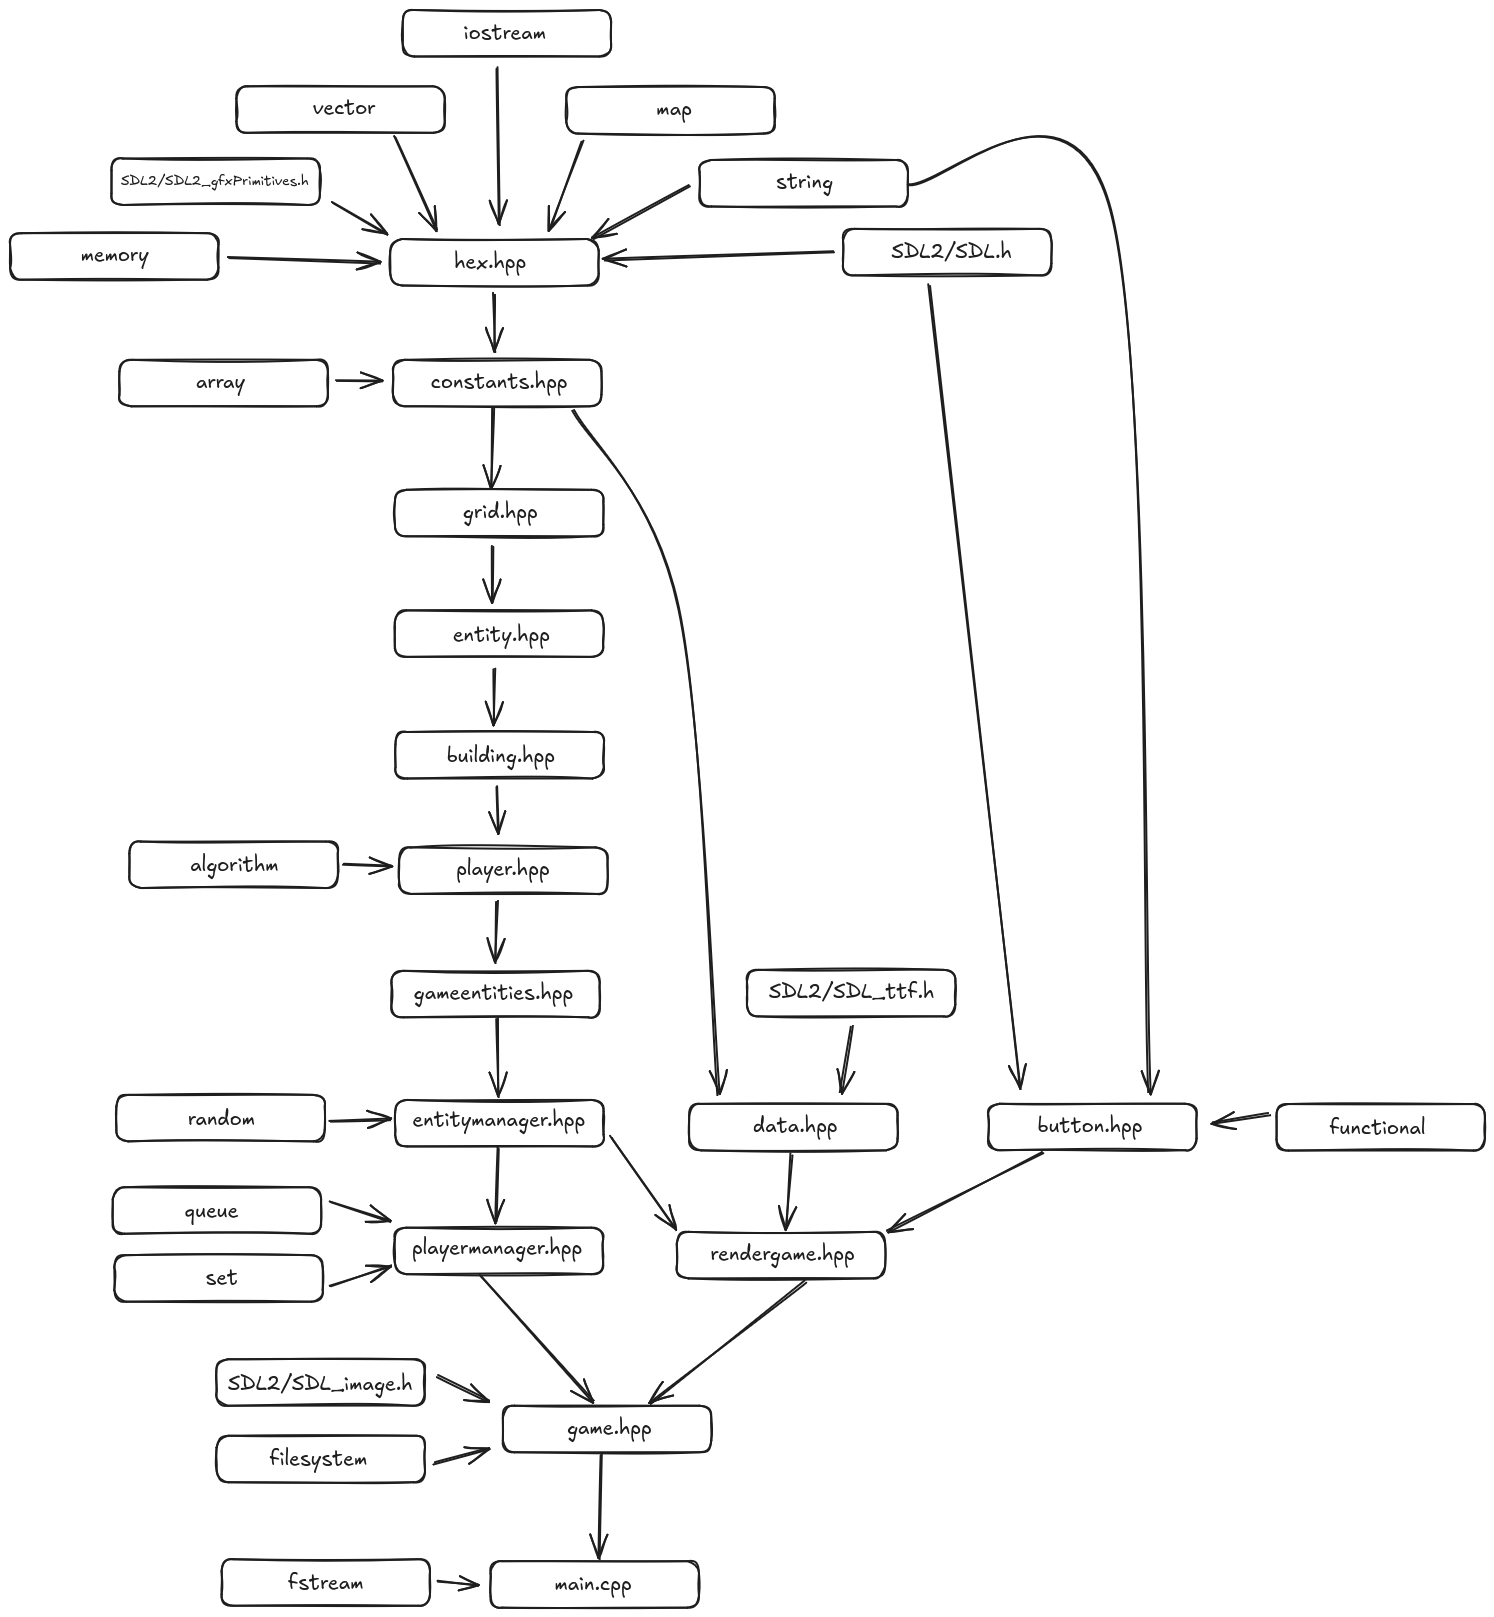 iostream
vector
map
SDL2/SDL2_gfxPrimitives.h
string
memory
hex.hpp
SDL2/SDL.h
array
constants.hpp
grid.hpp
entity.hpp
building.hpp
algorithm
player.hpp
gameentities.hpp
SDL2/SDL_ttf.h
random
entitymanager.hpp
data.hpp
button.hpp
functional
queue
playermanager.hpp
rendergame.hpp
set
SDL2/SDL_image.h
game.hpp
filesystem
fstream
main.cpp